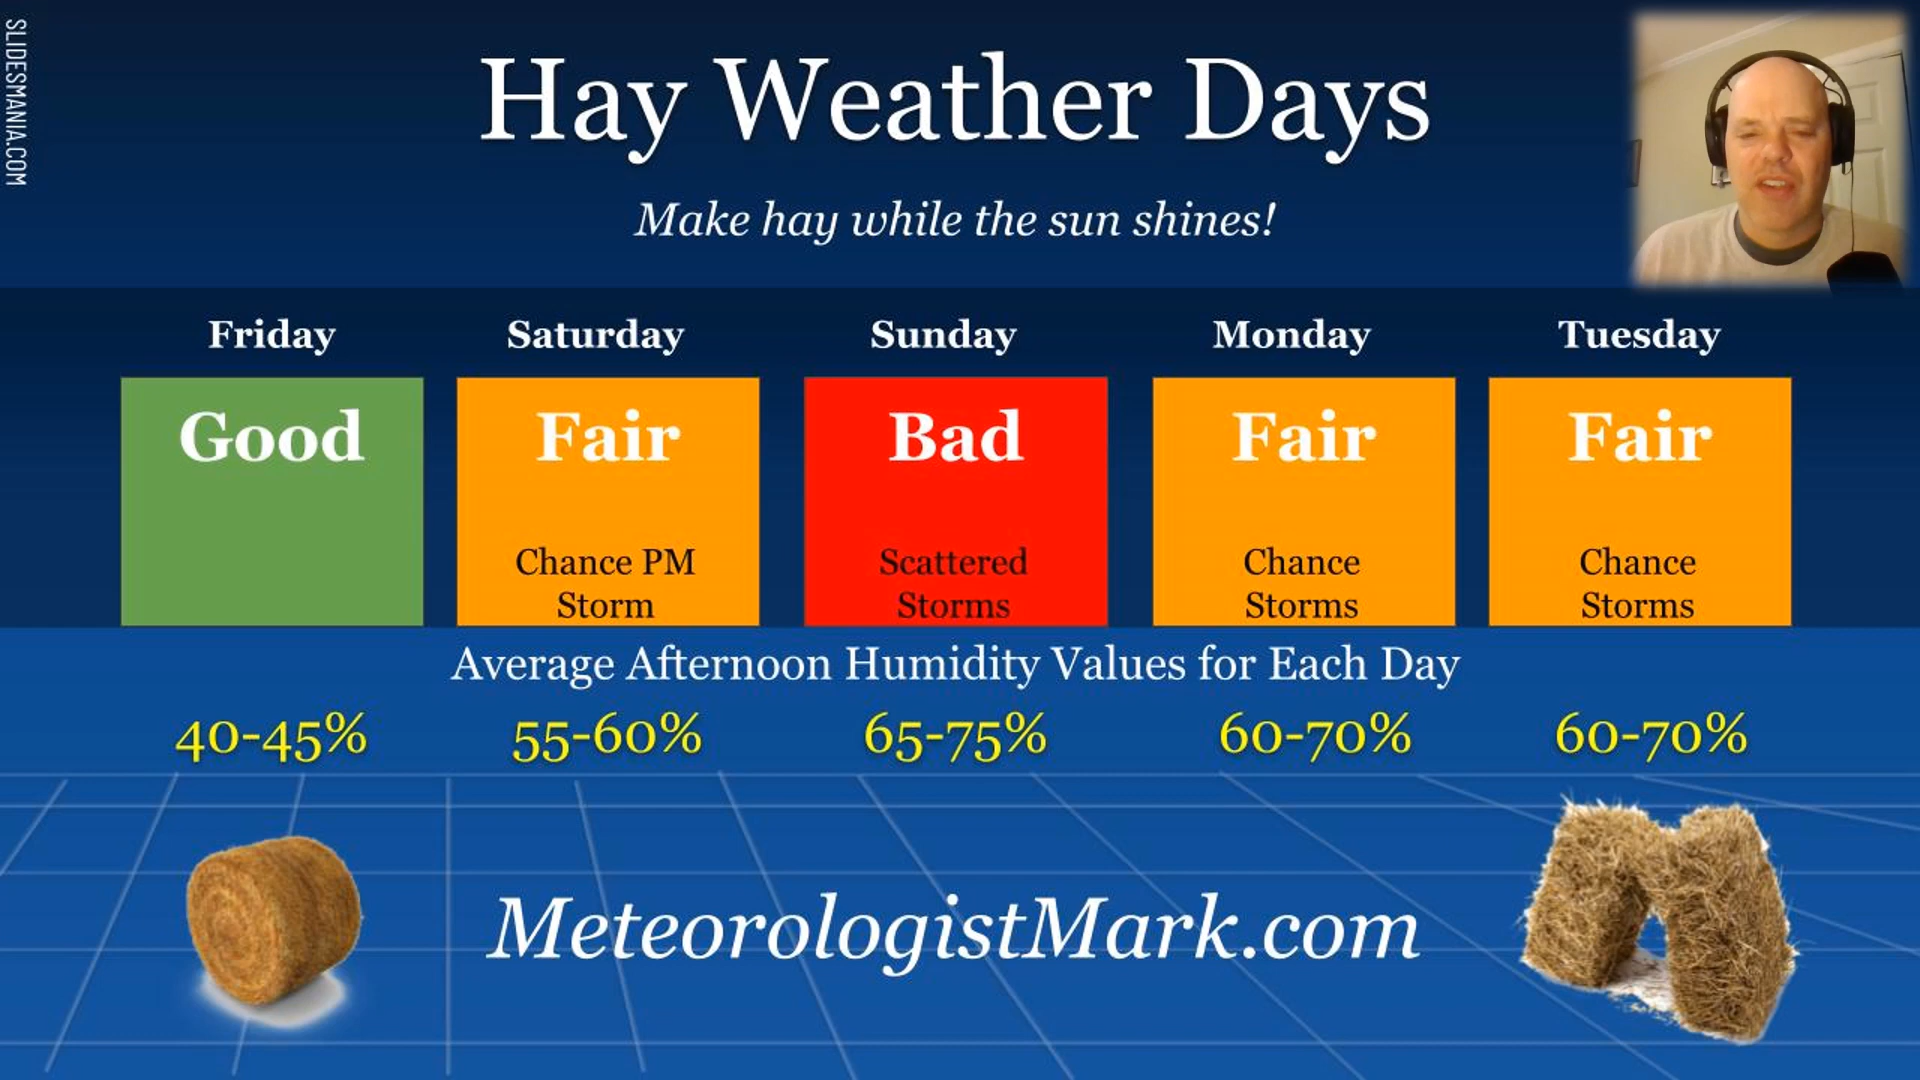 SLIDESMANIA.COM
Hay Weather Days
Make hay while the sun shines!
Friday Saturday Sunday Monday Tuesday
Good Fair Bad Fair Fair
Chance PM Scattered Chance Chance
Storm Storms Storms Storms
Average Afternoon Humidity Values for Each Day
40-45% 55-60% 65-75% 60-70% 60-70%
MeteorologistMark.com